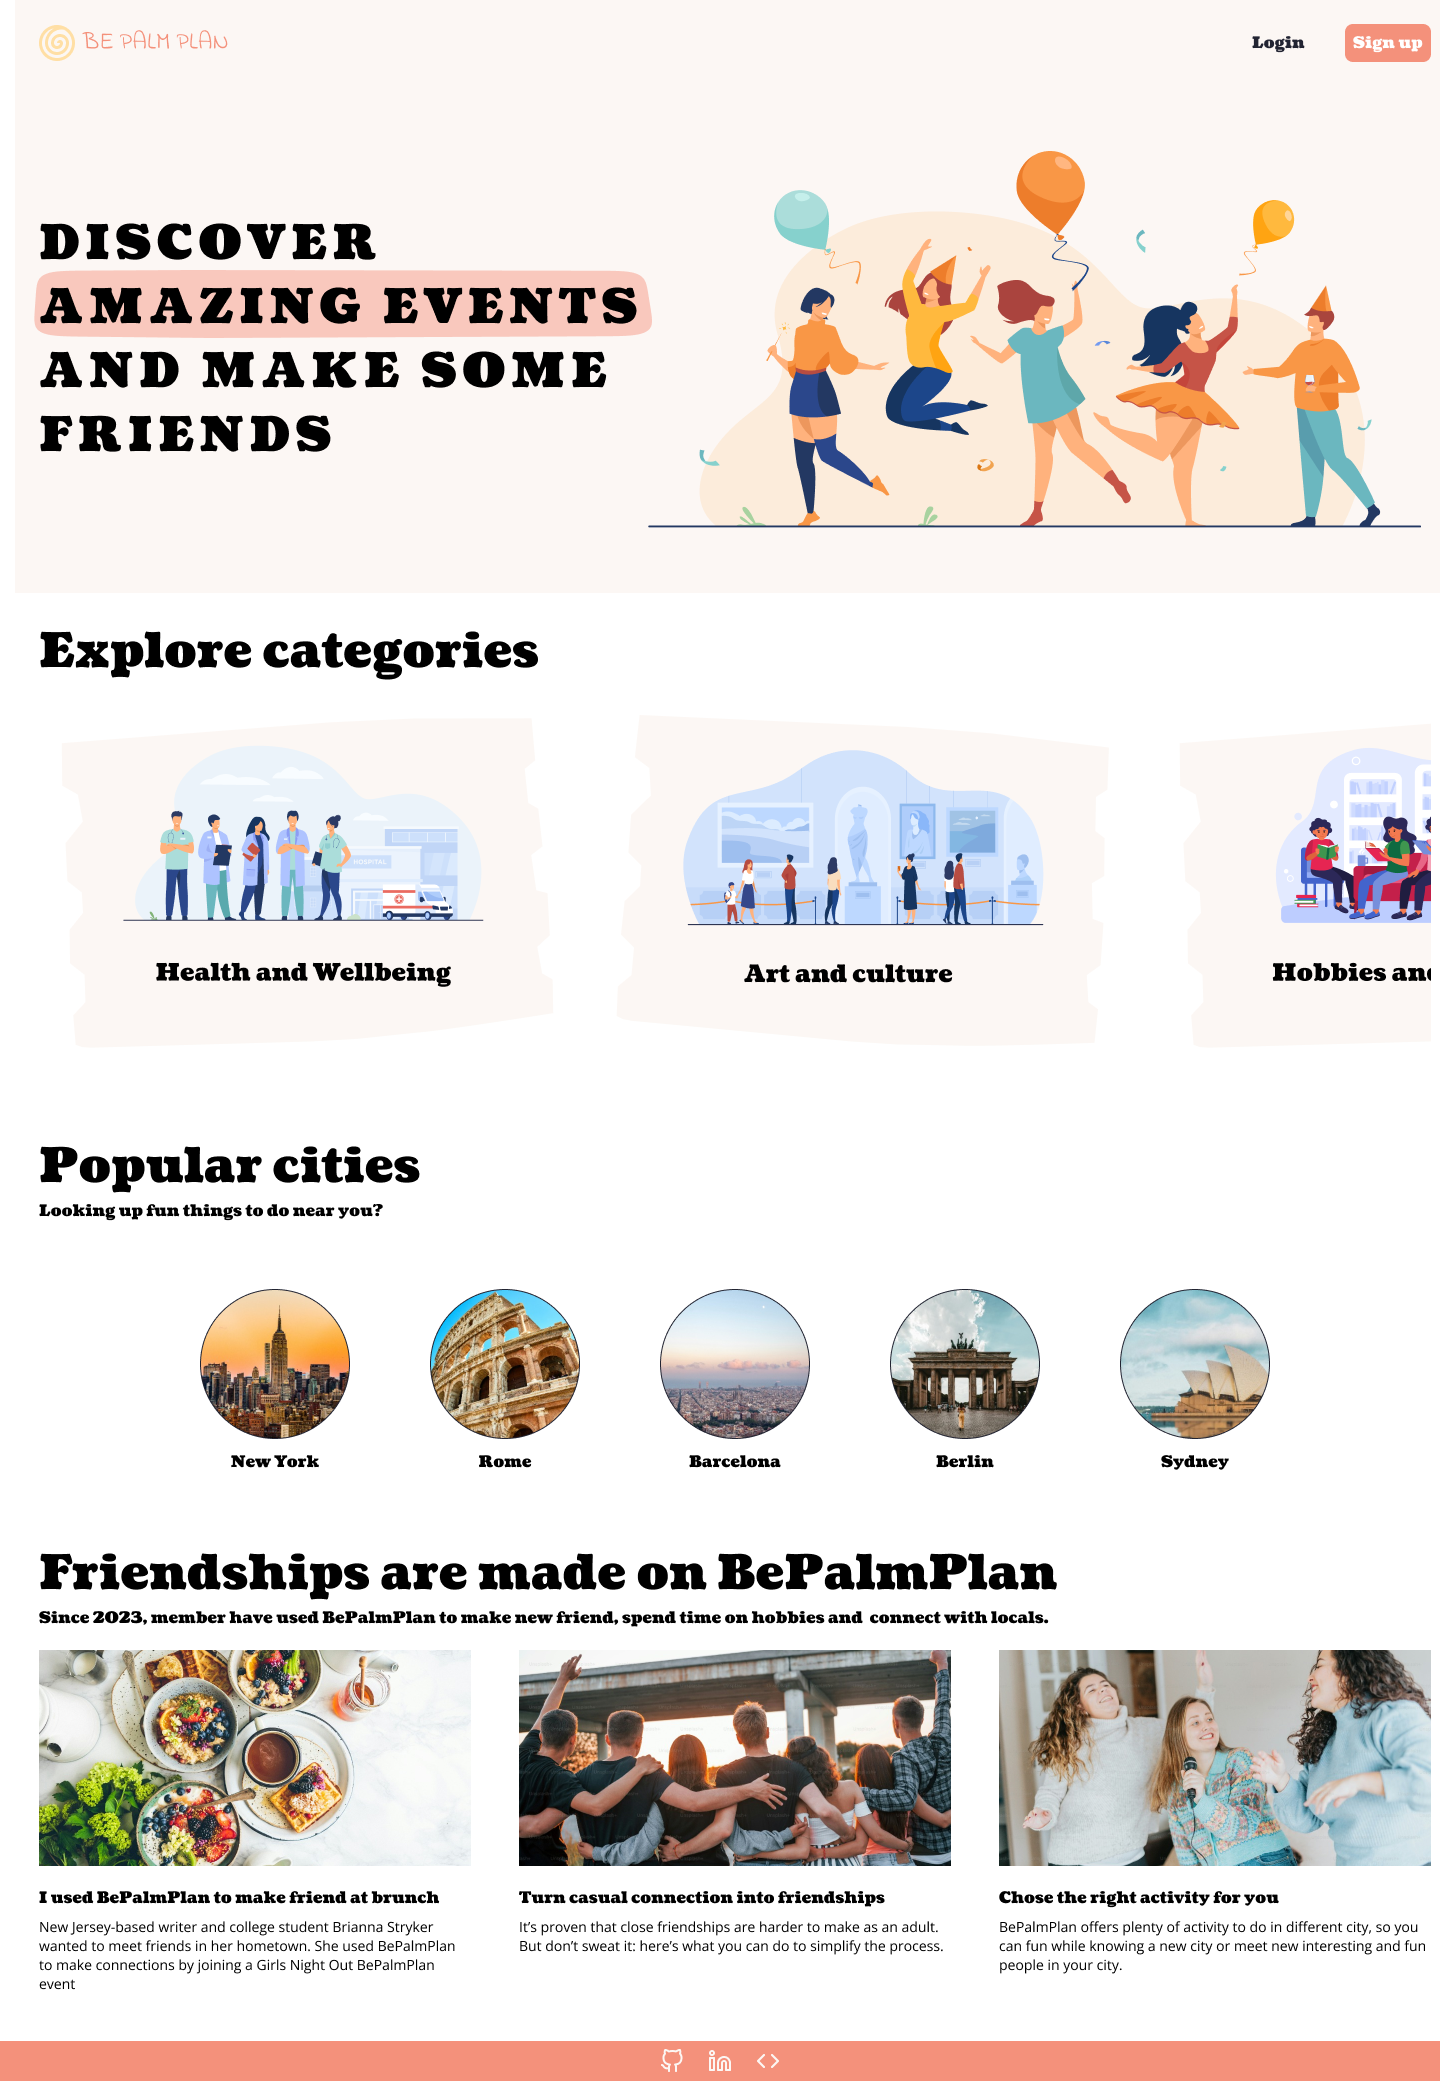 BE PALM PLAN
Login
Sign up
DISCOVER
AMAZING EVENTS
AND MAKE SOME
FRIENDS
Explore categories
HOSPITAL
Health and Wellbeing
Art and culture
Hobbies and
Popular cities
Looking up fun things to do near you?
New York
Rome
Barcelona
Berlin
Sydney
Friendships are made on BePalmPlan
Since 2023, member have used BePalmPlan to make new friend, spend time on hobbies and  connect with locals.
I used BePalmPlan to make friend at brunch
New Jersey-based writer and college student Brianna Stryker
wanted to meet friends in her hometown. She used BePalmPlan
to make connections by joining a Girls Night Out BePalmPlan
event
Turn casual connection into friendships
It’s proven that close friendships are harder to make as an adult.
But don’t sweat it: here’s what you can do to simplify the process.
Chose the right activity for you
BePalmPlan offers plenty of activity to do in different city, so you
can fun while knowing a new city or meet new interesting and fun
people in your city.
in